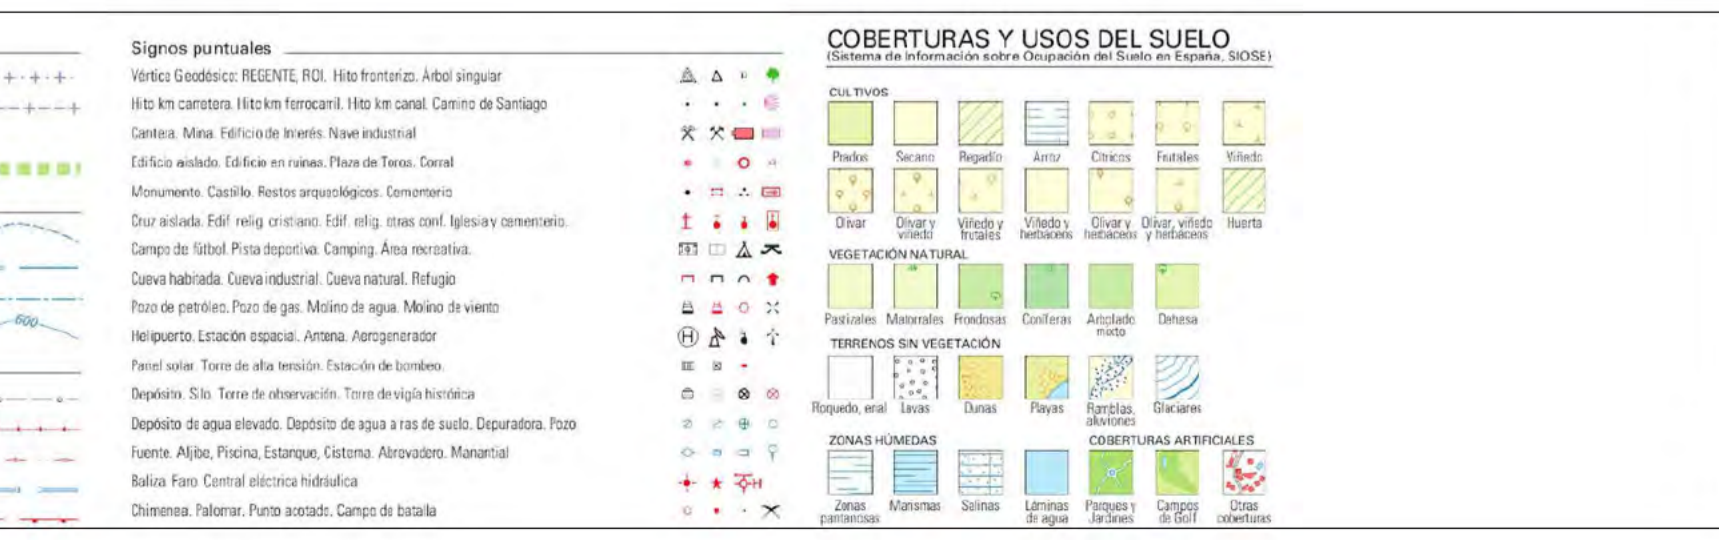 Signos puntuales
Vértice Geodésico: REGENTE, ROI. Hito fronterizo. Árbol singular
Hito km carretera. Hito km ferrocarril. Hito km canal. Camino de Santiago
Cantera. Mina. Edificio de Interés. Nave industrial
Edificio aislado. Edificio en ruinas. Plaza de Toros. Corral
Monumento. Castillo. Restos arqueológicos. Cementerio
Cruz aislada. Edif. relig. cristiano. Edif. relig. otras conf. Iglesia y cementerio.
Campo de fútbol. Pista deportiva. Camping. Área recreativa.
Cueva habitada. Cueva industrial. Cueva natural. Refugio
Pozo de petróleo. Pozo de gas. Molino de agua. Molino de viento
600
Helipuerto. Estación espacial. Antena. Aerogenerador
H
Panel solar. Torre de alta tensión. Estación de bombeo.
Depósito. Silo. Torre de observación. Torre de vigía histórica
Depósito de agua elevado. Depósito de agua a ras de suelo. Depuradora. Pozo
Fuente. Aljibe, Piscina, Estanque, Cisterna. Abrevadero. Manantial
Baliza. Faro. Central eléctrica hidráulica
Chimenea. Palomar. Punto acotado. Campo de batalla
COBERTURAS Y USOS DEL SUELO
(Sistema de Información sobre Ocupación del Suelo en España, SIOSE)
CULTIVOS
Prados Secano Regadío Arroz Cítricos Frutales Viñedo
Olivar Olivar y viñedo Viñedo y frutales Viñedo y herbáceos Olivar y herbáceos Olivar, viñedo y herbáceos Huerta
VEGETACIÓN NATURAL
Pastizales Matorrales Frondosas Coníferas Arbolado mixto Dehesa
TERRENOS SIN VEGETACIÓN
Roquedo, erial Lavas Dunas Playas Ramblas, aluviones Glaciares
ZONAS HÚMEDAS
Zonas pantanosas Marismas Salinas Láminas de agua
COBERTURAS ARTIFICIALES
Parques y Jardines Campos de Golf Otras coberturas